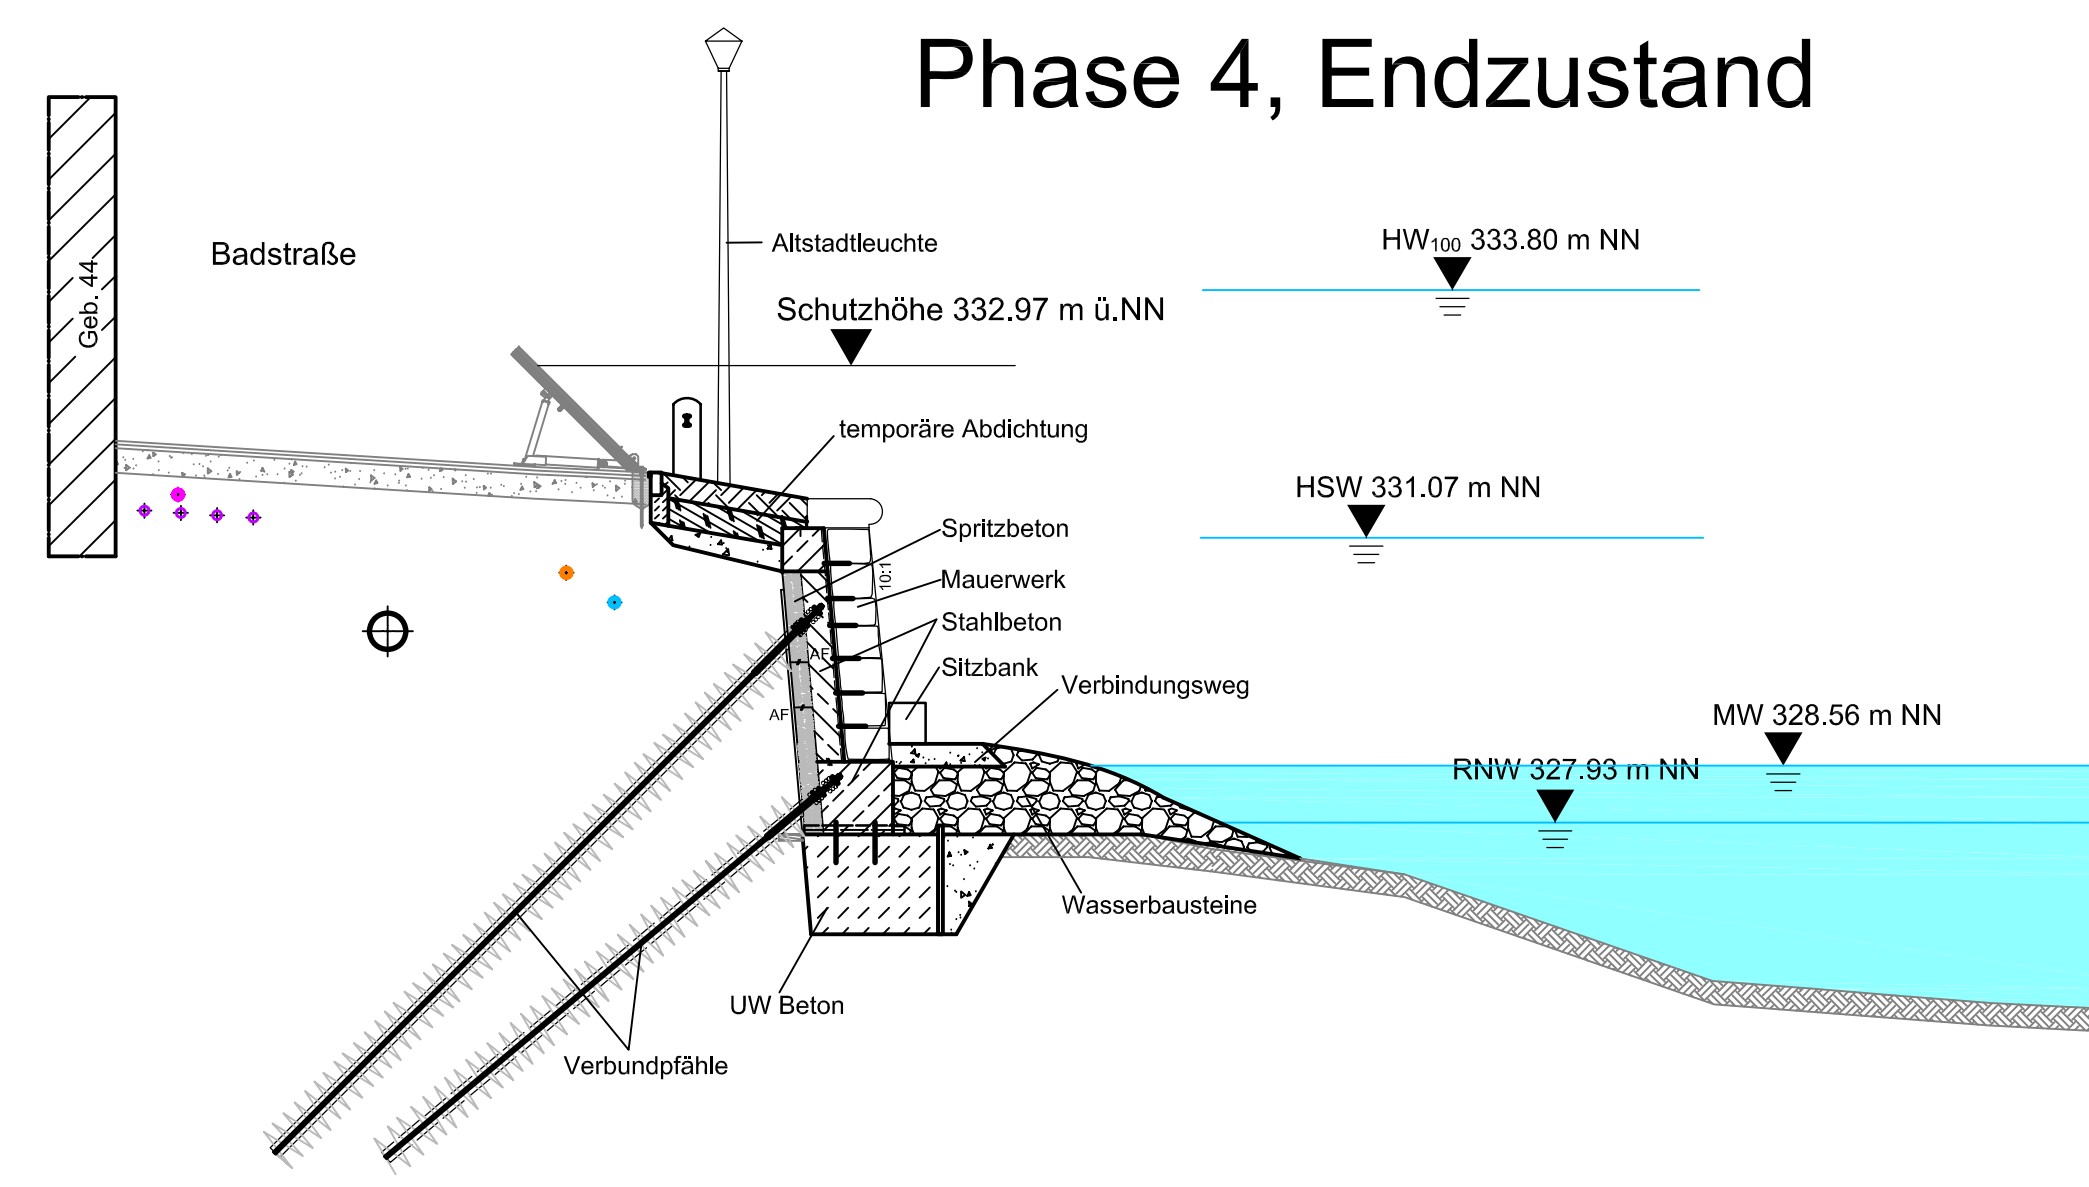 Phase 4, Endzustand
Badstraße
Geb. 44
Altstadtleuchte
HW₁₀₀ 333.80 m NN
Schutzhöhe 332.97 m ü.NN
temporäre Abdichtung
HSW 331.07 m NN
Spritzbeton
10:1
Mauerwerk
Stahlbeton
AF
Sitzbank
Verbindungsweg
AF
MW 328.56 m NN
RNW 327.93 m NN
Wasserbausteine
UW Beton
Verbundpfähle